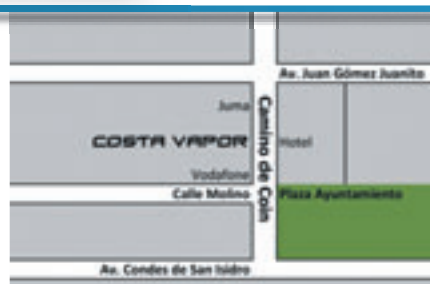 Av. Juan Gómez Juanito
Juma
Camino de Coín
COSTA VAPOR
Hotel
Vodafone
Calle Molino
Plaza Ayuntamiento
Av. Condes de San Isidro